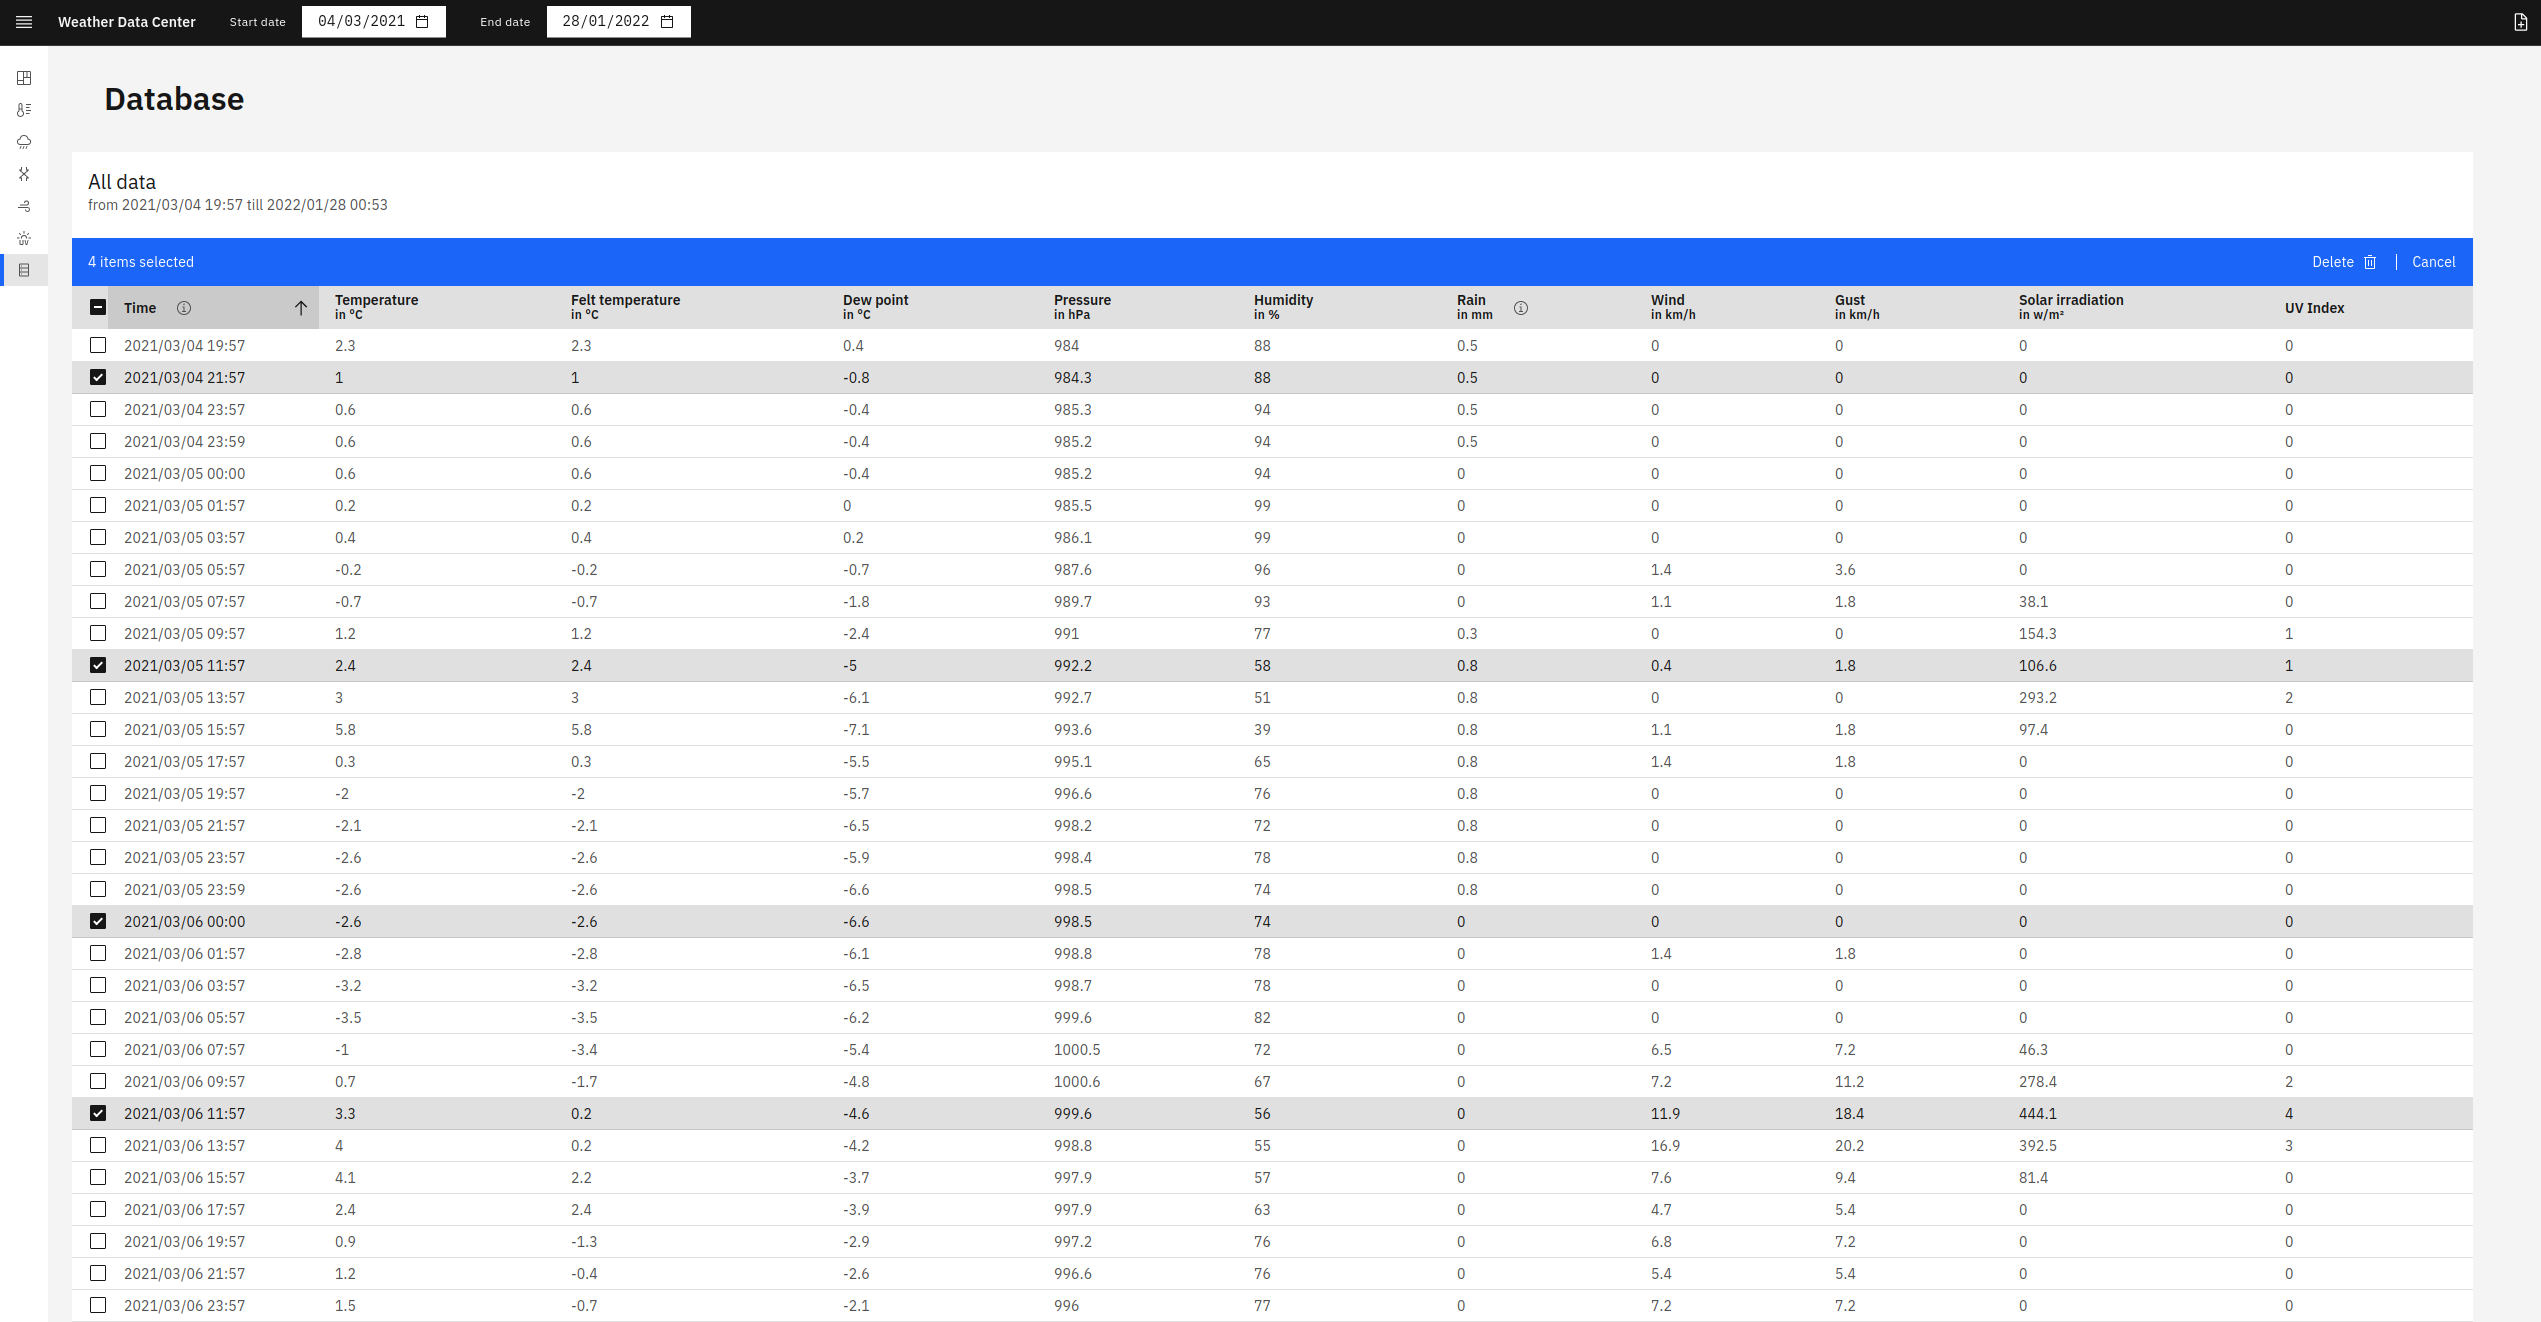 Weather Data Center Start date 04/03/2021 End date 28/01/2022
Database
All data
from 2021/03/04 19:57 till 2022/01/28 00:53
4 items selected Delete | Cancel
Time Temperature in °C Felt temperature in °C Dew point in °C Pressure in hPa Humidity in % Rain in mm Wind in km/h Gust in km/h Solar irradiation in w/m² UV Index
2021/03/04 19:57 2.3 2.3 0.4 984 88 0.5 0 0 0 0
2021/03/04 21:57 1 1 -0.8 984.3 88 0.5 0 0 0 0
2021/03/04 23:57 0.6 0.6 -0.4 985.3 94 0.5 0 0 0 0
2021/03/04 23:59 0.6 0.6 -0.4 985.2 94 0.5 0 0 0 0
2021/03/05 00:00 0.6 0.6 -0.4 985.2 94 0 0 0 0 0
2021/03/05 01:57 0.2 0.2 0 985.5 99 0 0 0 0 0
2021/03/05 03:57 0.4 0.4 0.2 986.1 99 0 0 0 0 0
2021/03/05 05:57 -0.2 -0.2 -0.7 987.6 96 0 1.4 3.6 0 0
2021/03/05 07:57 -0.7 -0.7 -1.8 989.7 93 0 1.1 1.8 38.1 0
2021/03/05 09:57 1.2 1.2 -2.4 991 77 0.3 0 0 154.3 1
2021/03/05 11:57 2.4 2.4 -5 992.2 58 0.8 0.4 1.8 106.6 1
2021/03/05 13:57 3 3 -6.1 992.7 51 0.8 0 0 293.2 2
2021/03/05 15:57 5.8 5.8 -7.1 993.6 39 0.8 1.1 1.8 97.4 0
2021/03/05 17:57 0.3 0.3 -5.5 995.1 65 0.8 1.4 1.8 0 0
2021/03/05 19:57 -2 -2 -5.7 996.6 76 0.8 0 0 0 0
2021/03/05 21:57 -2.1 -2.1 -6.5 998.2 72 0.8 0 0 0 0
2021/03/05 23:57 -2.6 -2.6 -5.9 998.4 78 0.8 0 0 0 0
2021/03/05 23:59 -2.6 -2.6 -6.6 998.5 74 0.8 0 0 0 0
2021/03/06 00:00 -2.6 -2.6 -6.6 998.5 74 0 0 0 0 0
2021/03/06 01:57 -2.8 -2.8 -6.1 998.8 78 0 1.4 1.8 0 0
2021/03/06 03:57 -3.2 -3.2 -6.5 998.7 78 0 0 0 0 0
2021/03/06 05:57 -3.5 -3.5 -6.2 999.6 82 0 0 0 0 0
2021/03/06 07:57 -1 -3.4 -5.4 1000.5 72 0 6.5 7.2 46.3 0
2021/03/06 09:57 0.7 -1.7 -4.8 1000.6 67 0 7.2 11.2 278.4 2
2021/03/06 11:57 3.3 0.2 -4.6 999.6 56 0 11.9 18.4 444.1 4
2021/03/06 13:57 4 0.2 -4.2 998.8 55 0 16.9 20.2 392.5 3
2021/03/06 15:57 4.1 2.2 -3.7 997.9 57 0 7.6 9.4 81.4 0
2021/03/06 17:57 2.4 2.4 -3.9 997.9 63 0 4.7 5.4 0 0
2021/03/06 19:57 0.9 -1.3 -2.9 997.2 76 0 6.8 7.2 0 0
2021/03/06 21:57 1.2 -0.4 -2.6 996.6 76 0 5.4 5.4 0 0
2021/03/06 23:57 1.5 -0.7 -2.1 996 77 0 7.2 7.2 0 0